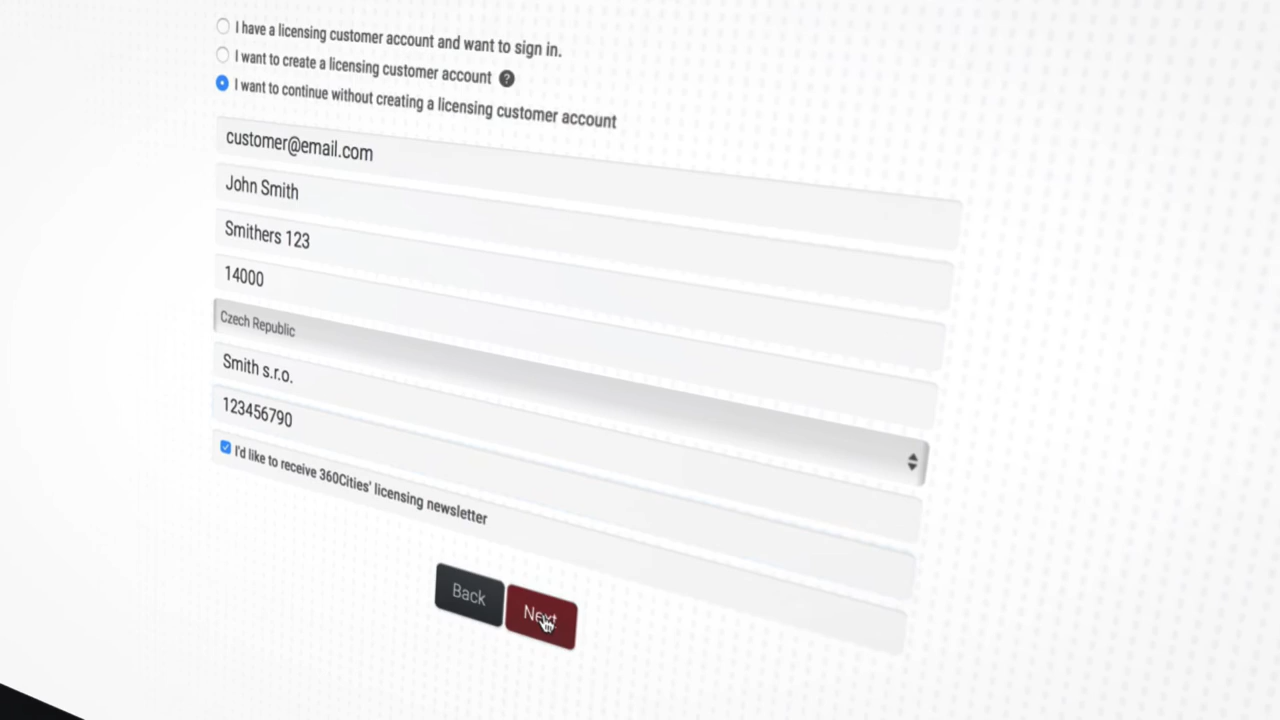 I have a licensing customer account and want to sign in.
I want to create a licensing customer account ?
I want to continue without creating a licensing customer account
customer@email.com
John Smith
Smithers 123
14000
Czech Republic
Smith s.r.o.
123456790
I'd like to receive 360Cities' licensing newsletter
Back
Next